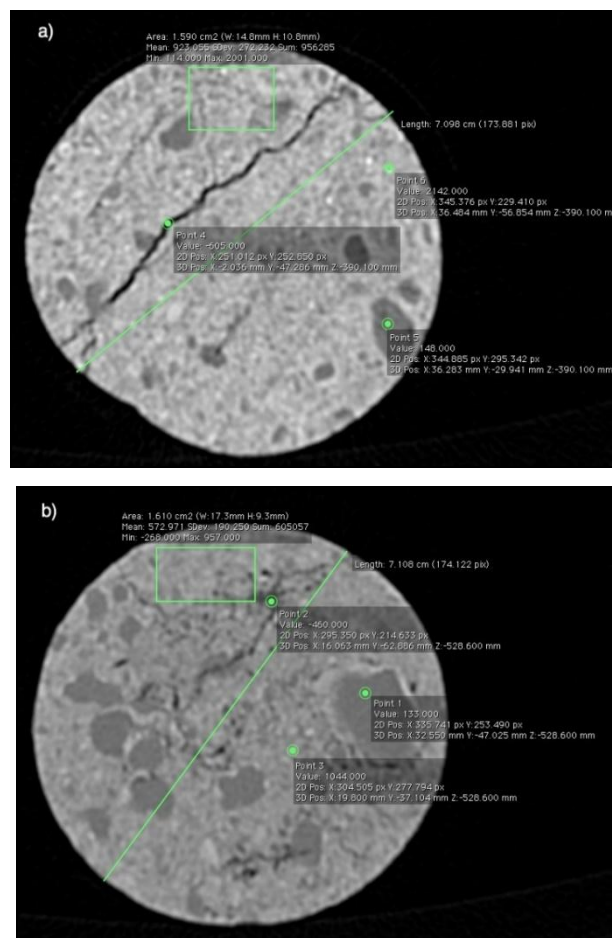 a)
Area: 1.590 cm2 (W:14.8mm H:10.8mm)
Mean: 923.055 SDev: 272.232 Sum: 956285
Min: 114.000 Max: 2001.000
Length: 7.098 cm (173.881 pix)
Point 6
Value: 2142.000
2D Pos: X:345.376 px Y:229.410 px
3D Pos: X:36.484 mm Y:-56.854 mm Z:-390.100 mm
Point 4
Value: -605.000
2D Pos: X:251.012 px Y:252.850 px
3D Pos: X:-2.036 mm Y:-47.286 mm Z:-390.100 mm
Point 5
Value: 148.000
2D Pos: X:344.885 px Y:295.342 px
3D Pos: X:36.283 mm Y:-29.941 mm Z:-390.100 mm
b)
Area: 1.610 cm2 (W:17.3mm H:9.3mm)
Mean: 572.971 SDev: 190.250 Sum: 605057
Min: -268.000 Max: 957.000
Length: 7.108 cm (174.122 pix)
Point 2
Value: -460.000
2D Pos: X:295.350 px Y:214.633 px
3D Pos: X:16.063 mm Y:-62.886 mm Z:-528.600 mm
Point 1
Value: 133.000
2D Pos: X:335.741 px Y:253.490 px
3D Pos: X:32.550 mm Y:-47.025 mm Z:-528.600 mm
Point 3
Value: 1044.000
2D Pos: X:304.505 px Y:277.794 px
3D Pos: X:19.800 mm Y:-37.104 mm Z:-528.600 mm